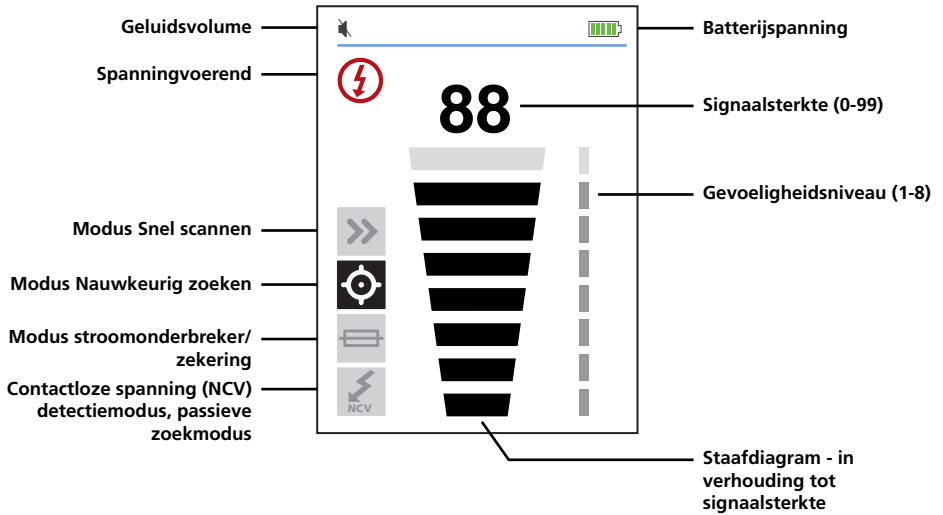 Geluidsvolume
Batterijspanning
Spanningvoerend
88
Signaalsterkte (0-99)
Gevoeligheidsniveau (1-8)
Modus Snel scannen
Modus Nauwkeurig zoeken
Modus stroomonderbreker/
zekering
Contactloze spanning (NCV)
detectiemodus, passieve
zoekmodus
NCV
Staafdiagram - in
verhouding tot
signaalsterkte